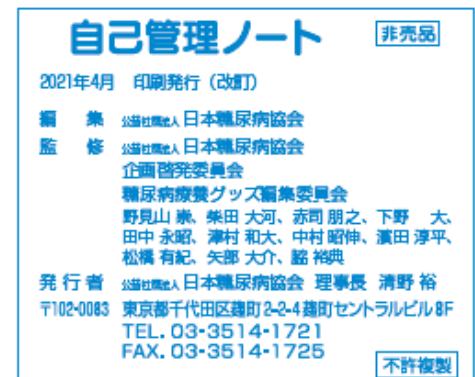 自己管理ノート 非売品
2021年4月 印刷発行（改訂）
編 集 公益社団法人 日本糖尿病協会
監 修 公益社団法人 日本糖尿病協会
企画啓発委員会
糖尿病療養グッズ編集委員会
野見山 崇、柴田 大河、赤司 朋之、下野 大、
田中 永昭、津村 和大、中村 昭伸、濱田 淳平、
松橋 有紀、矢部 大介、脇 裕典
発行者 公益社団法人 日本糖尿病協会 理事長 清野 裕
〒102-0083 東京都千代田区麹町2-2-4麹町セントラルビル8F
TEL. 03-3514-1721
FAX. 03-3514-1725
不許複製